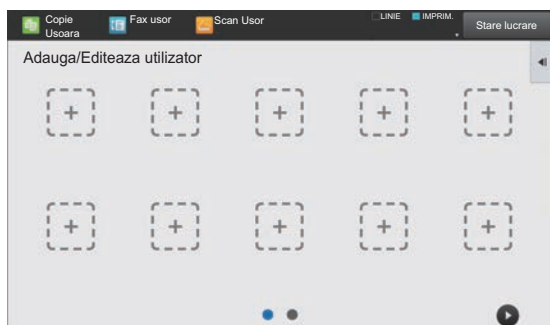 Copie
Usoara
Fax usor
Scan Usor
LINIE
IMPRIM.
Stare lucrare
Adauga/Editeaza utilizator